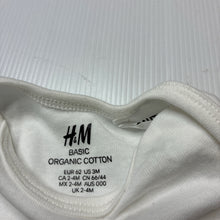 H&M
BASIC
ORGANIC COTTON
EUR 62 US 3M
CA 2-4M CN 66/44
MX 2-4M AUS 000
UK 2-4M